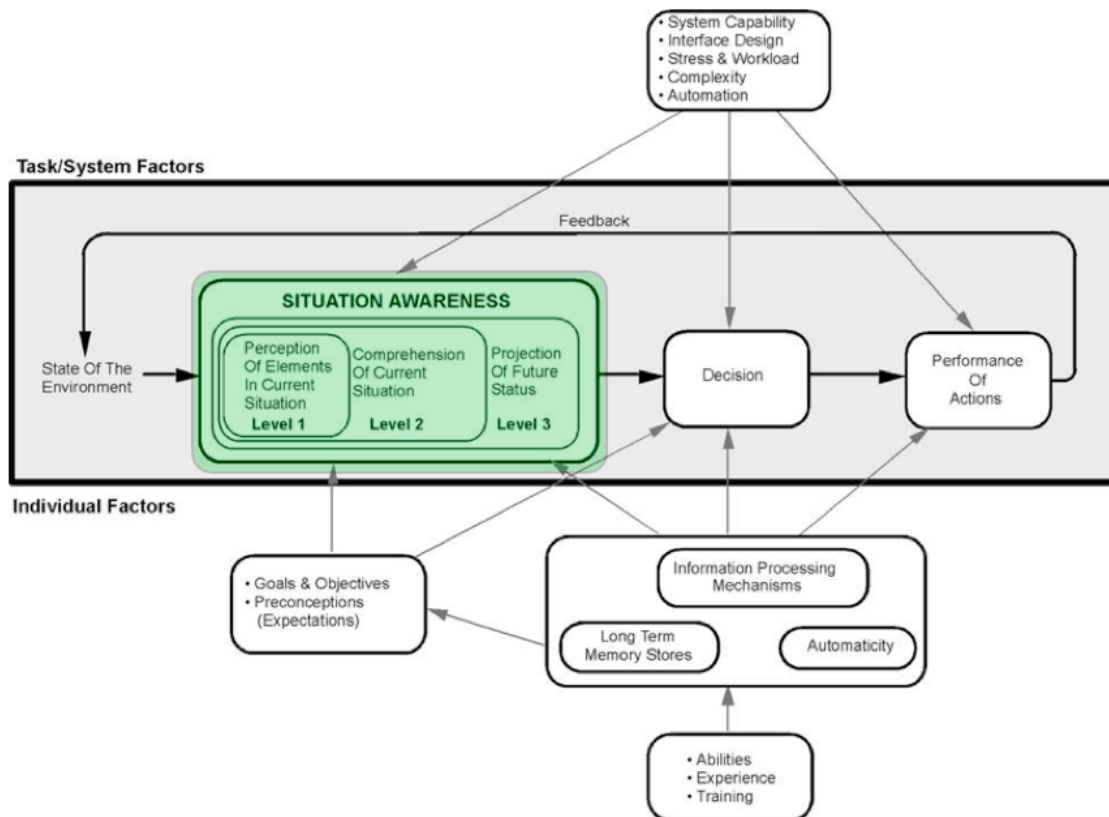 • System Capability
• Interface Design
• Stress & Workload
• Complexity
• Automation
Task/System Factors
Feedback
SITUATION AWARENESS
State Of The
Environment
Perception
Of Elements
In Current
Situation
Level 1
Comprehension
Of Current
Situation
Level 2
Projection
Of Future
Status
Level 3
Decision
Performance
Of
Actions
Individual Factors
• Goals & Objectives
• Preconceptions
(Expectations)
Information Processing
Mechanisms
Long Term
Memory Stores
Automaticity
• Abilities
• Experience
• Training